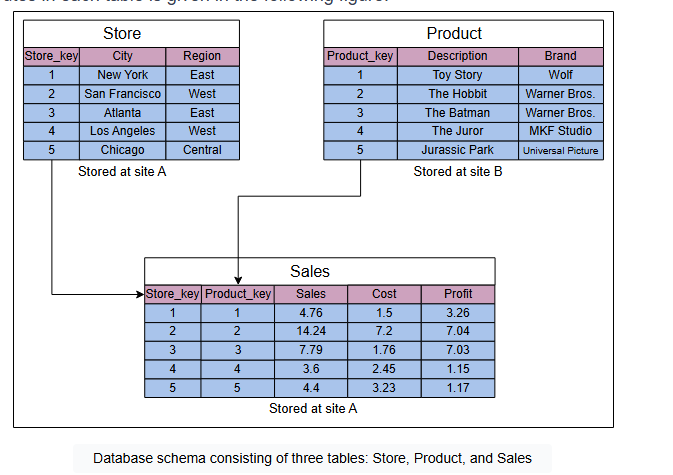 utes in each table is given in the following figure.
Store
Store_key City Region
1 New York East
2 San Francisco West
3 Atlanta East
4 Los Angeles West
5 Chicago Central
Stored at site A
Product
Product_key Description Brand
1 Toy Story Wolf
2 The Hobbit Warner Bros.
3 The Batman Warner Bros.
4 The Juror MKF Studio
5 Jurassic Park Universal Picture
Stored at site B
Sales
Store_key Product_key Sales Cost Profit
1 1 4.76 1.5 3.26
2 2 14.24 7.2 7.04
3 3 7.79 1.76 7.03
4 4 3.6 2.45 1.15
5 5 4.4 3.23 1.17
Stored at site A
Database schema consisting of three tables: Store, Product, and Sales